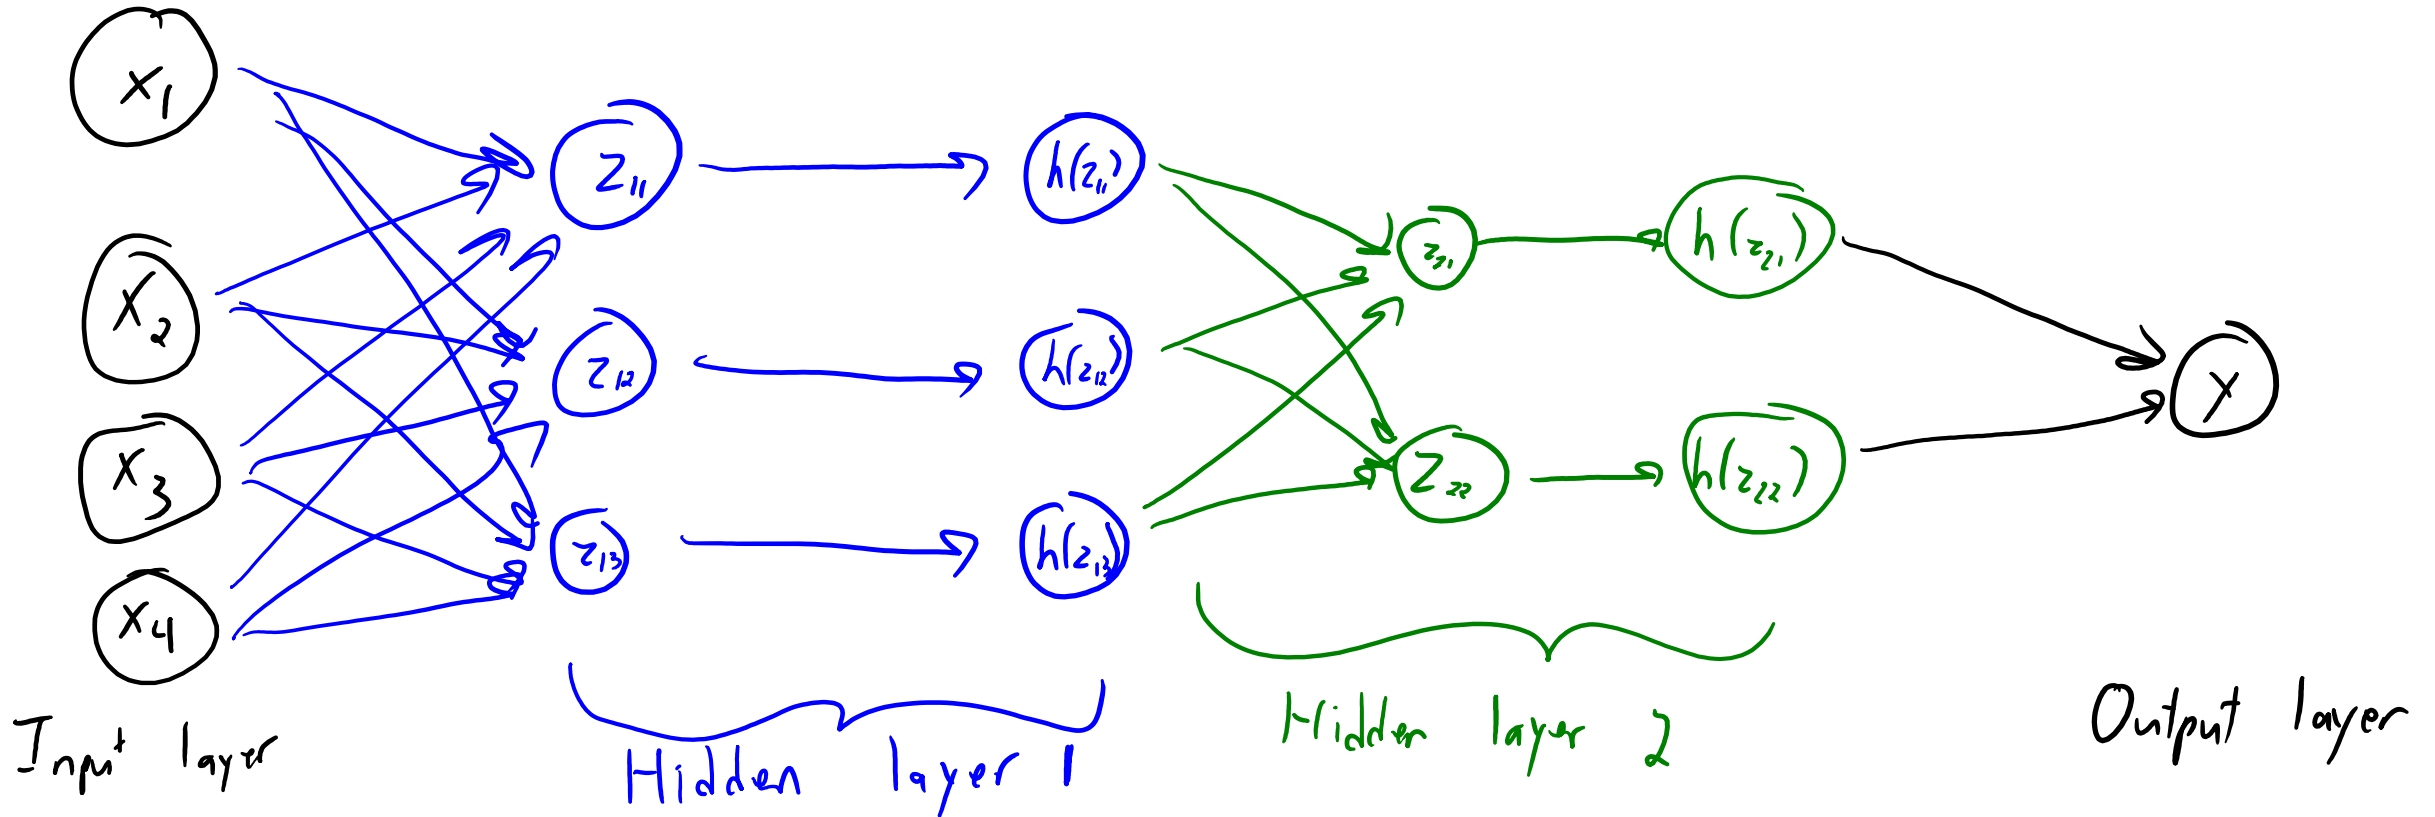 x1
z11
h(z11)
z21
h(z21)
x2
z12
h(z12)
y
x3
z22
h(z22)
z13
h(z13)
x4
Input layer
Hidden layer 1
Hidden layer 2
Output layer